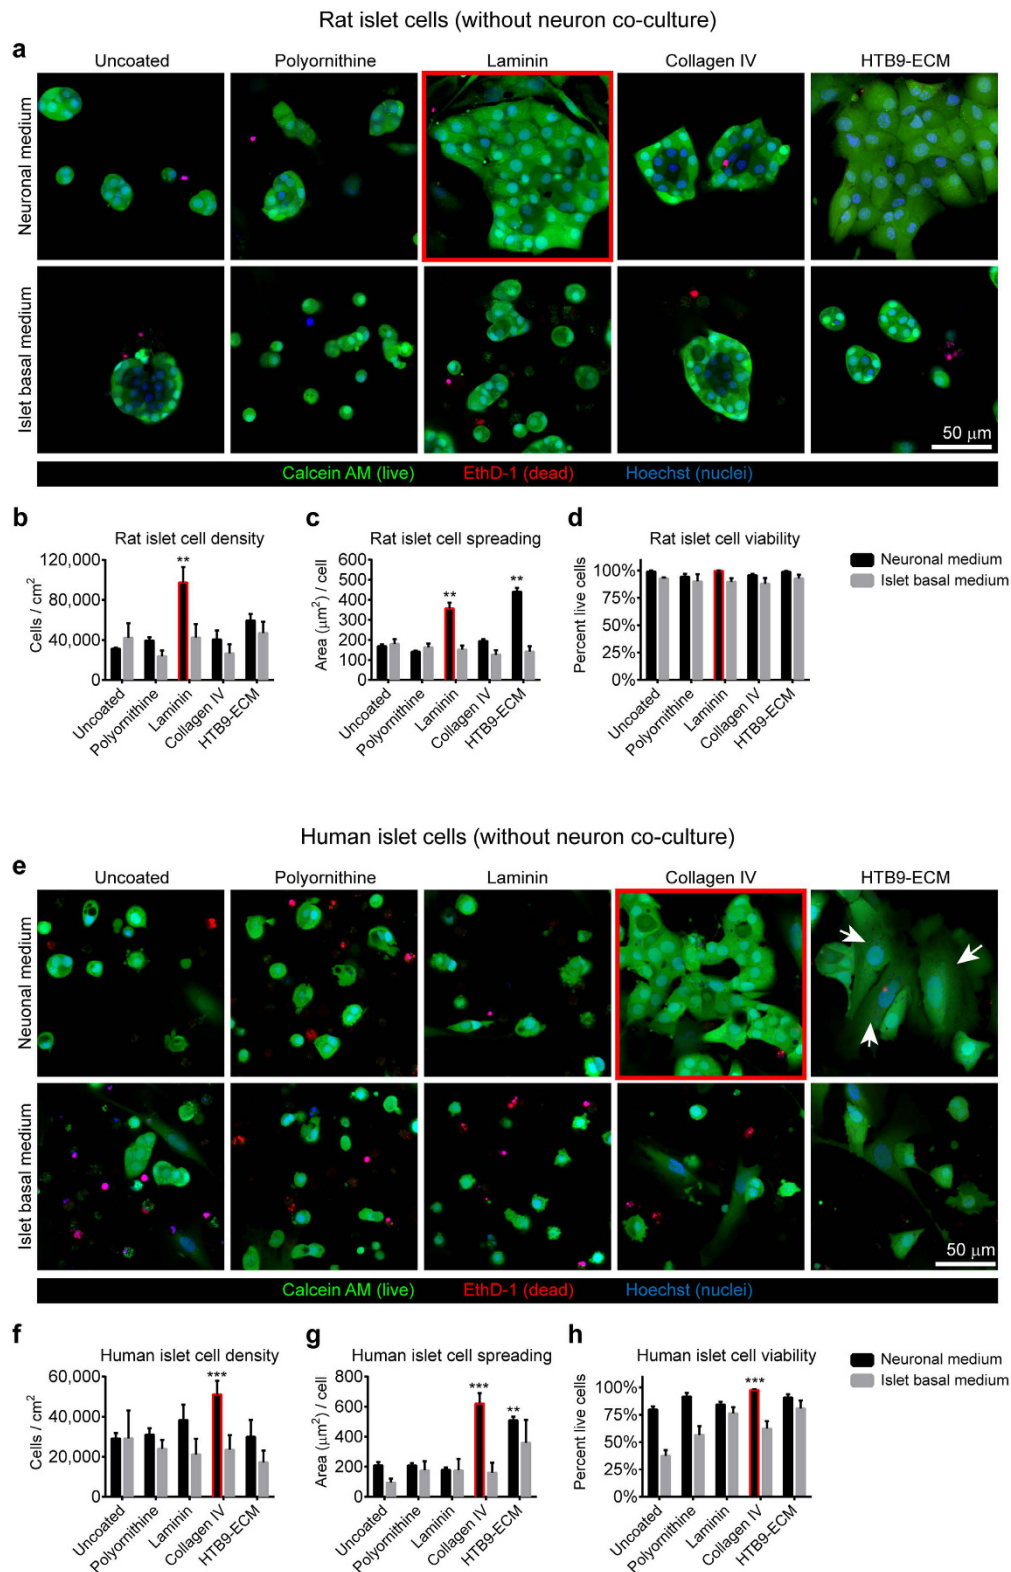 Rat islet cells (without neuron co-culture)
a
Uncoated Polyornithine Laminin Collagen IV HTB9-ECM
Neuronal medium
Islet basal medium
50 μm
Calcein AM (live) EthD-1 (dead) Hoechst (nuclei)
b
Rat islet cell density
120,000
80,000
40,000
0
Cells / cm²
**
Uncoated
Polyornithine
Laminin
Collagen IV
HTB9-ECM
c
Rat islet cell spreading
600
500
400
300
200
100
0
Area (μm²) / cell
**
**
Uncoated
Polyornithine
Laminin
Collagen IV
HTB9-ECM
d
Rat islet cell viability
100%
75%
50%
25%
0%
Percent live cells
Uncoated
Polyornithine
Laminin
Collagen IV
HTB9-ECM
Neuronal medium
Islet basal medium
Human islet cells (without neuron co-culture)
e
Uncoated Polyornithine Laminin Collagen IV HTB9-ECM
Neuonal medium
Islet basal medium
50 μm
Calcein AM (live) EthD-1 (dead) Hoechst (nuclei)
f
Human islet cell density
60,000
40,000
20,000
0
Cells / cm²
***
Uncoated
Polyornithine
Laminin
Collagen IV
HTB9-ECM
g
Human islet cell spreading
800
600
400
200
0
Area (μm²) / cell
***
**
Uncoated
Polyornithine
Laminin
Collagen IV
HTB9-ECM
h
Human islet cell viability
100%
75%
50%
25%
0%
Percent live cells
***
Uncoated
Polyornithine
Laminin
Collagen IV
HTB9-ECM
Neuronal medium
Islet basal medium